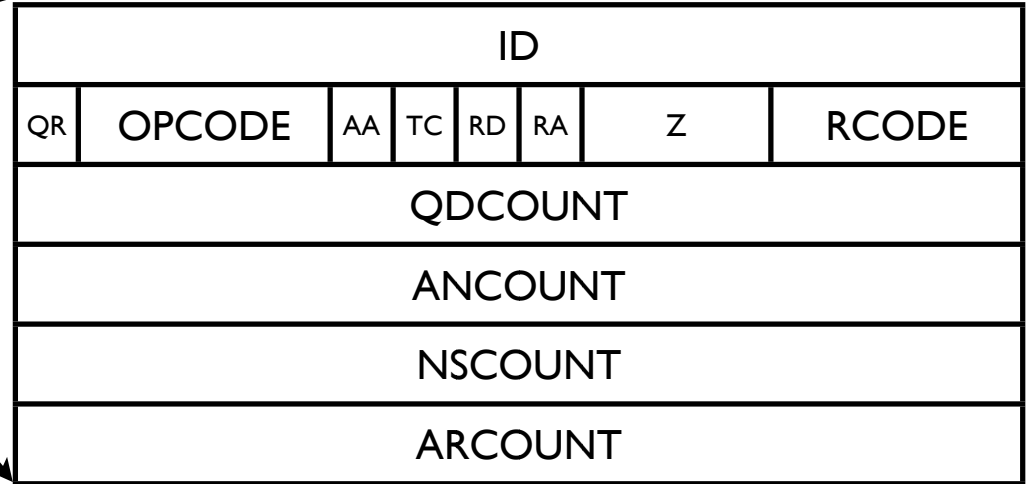 ID
QR OPCODE AA TC RD RA Z RCODE
QDCOUNT
ANCOUNT
NSCOUNT
ARCOUNT